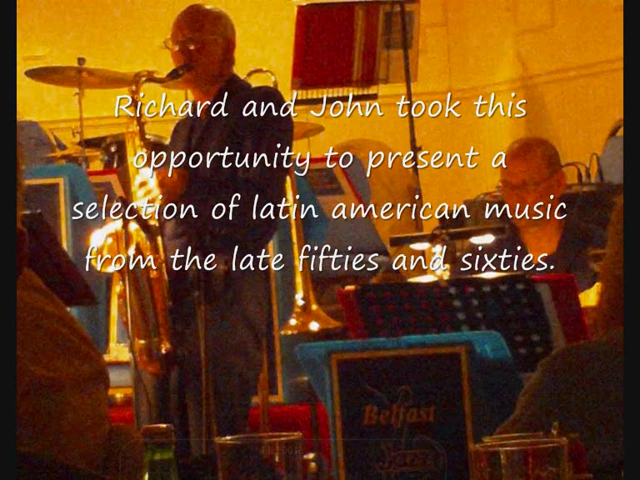 Richard and John took this
opportunity to present a
selection of latin american music
from the late fifties and sixties.
Belfast
Jazz